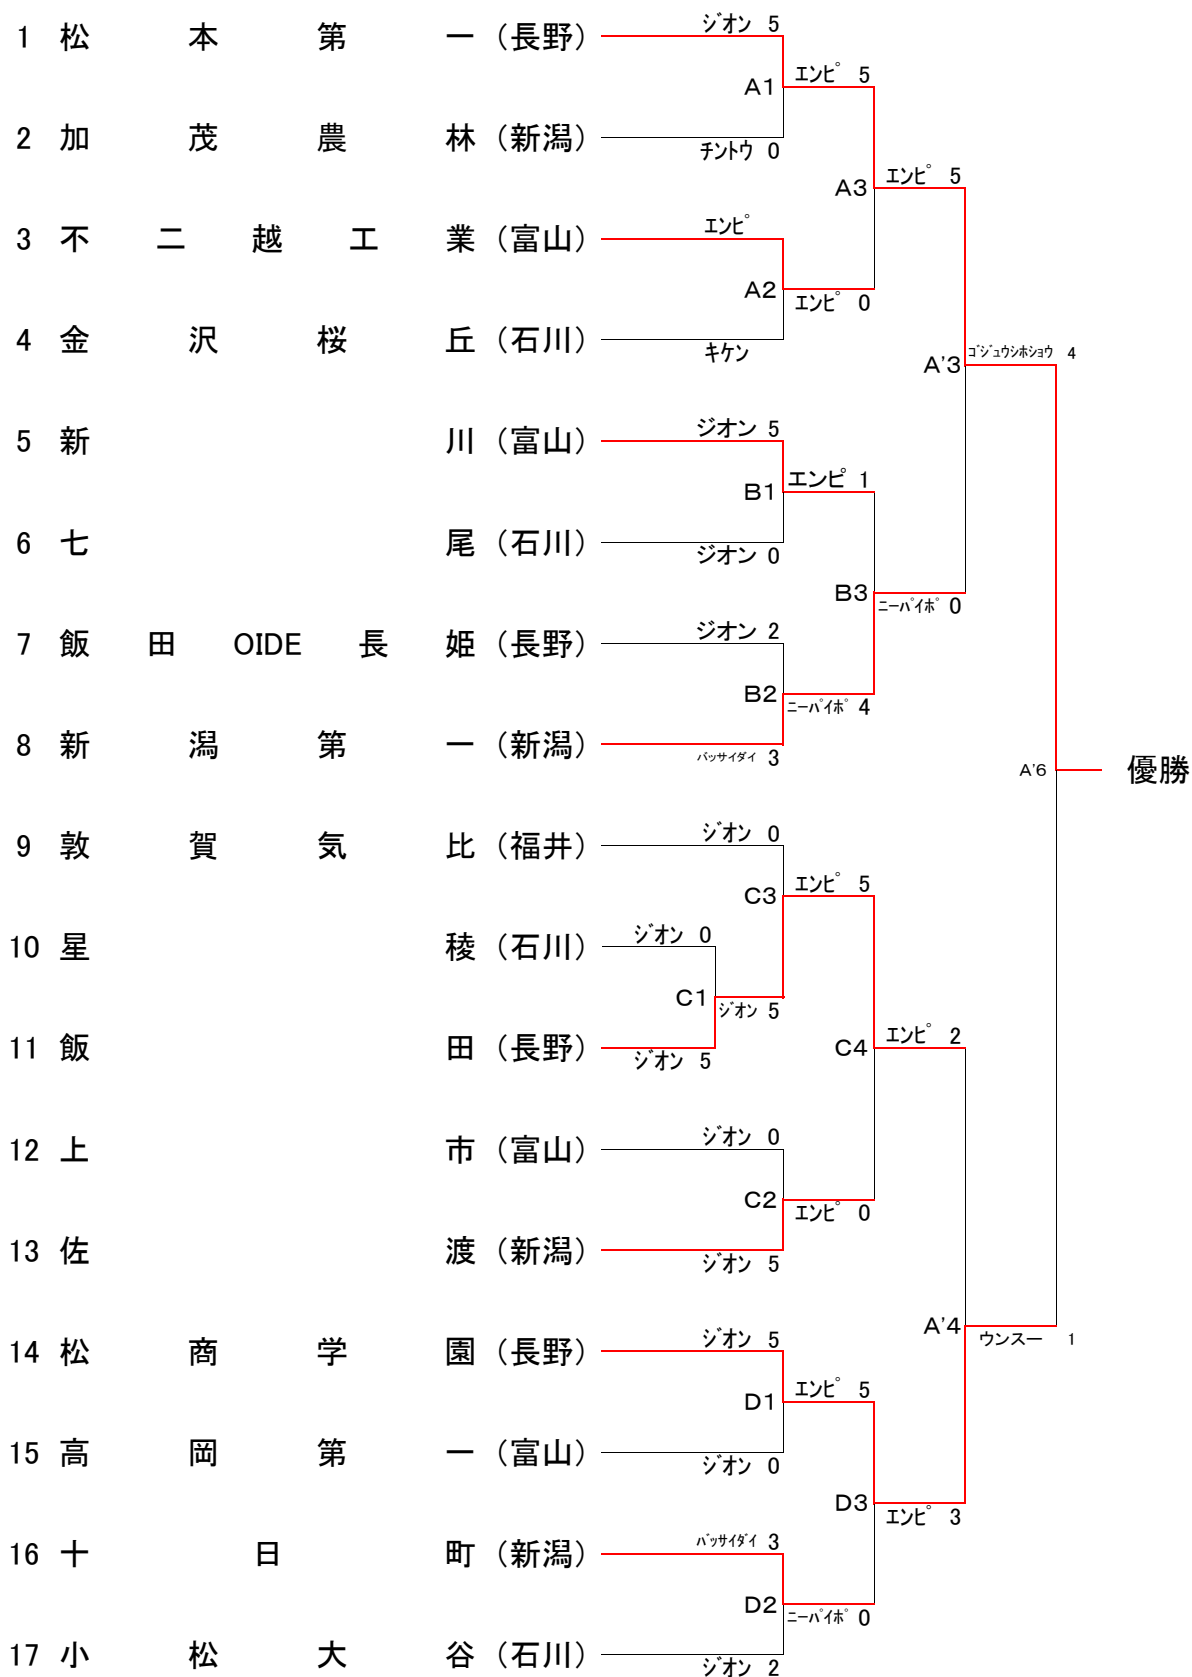 ジオン 5
1 松本第一（長野）
エンピ 5
A1
2 加茂農林（新潟）
チントウ 0
エンピ 5
A3
エンピ
3 不二越工業（富山）
A2
エンピ 0
4 金沢桜丘（石川）
キケン
ゴジュウシホショウ 4
A'3
ジオン 5
5 新川（富山）
エンピ 1
B1
6 七尾（石川）
ジオン 0
B3
ニーパイポ 0
ジオン 2
7 飯田OIDE長姫（長野）
B2
ニーパイポ 4
8 新潟第一（新潟）
バッサイダイ 3
A'6
優勝
ジオン 0
9 敦賀気比（福井）
エンピ 5
C3
ジオン 0
10 星稜（石川）
C1
ジオン 5
11 飯田（長野）
ジオン 5
エンピ 2
C4
ジオン 0
12 上市（富山）
C2
エンピ 0
13 佐渡（新潟）
ジオン 5
A'4
ウンスー 1
ジオン 5
14 松商学園（長野）
エンピ 5
D1
15 高岡第一（富山）
ジオン 0
D3
エンピ 3
バッサイダイ 3
16 十日町（新潟）
D2
ニーパイポ 0
17 小松大谷（石川）
ジオン 2